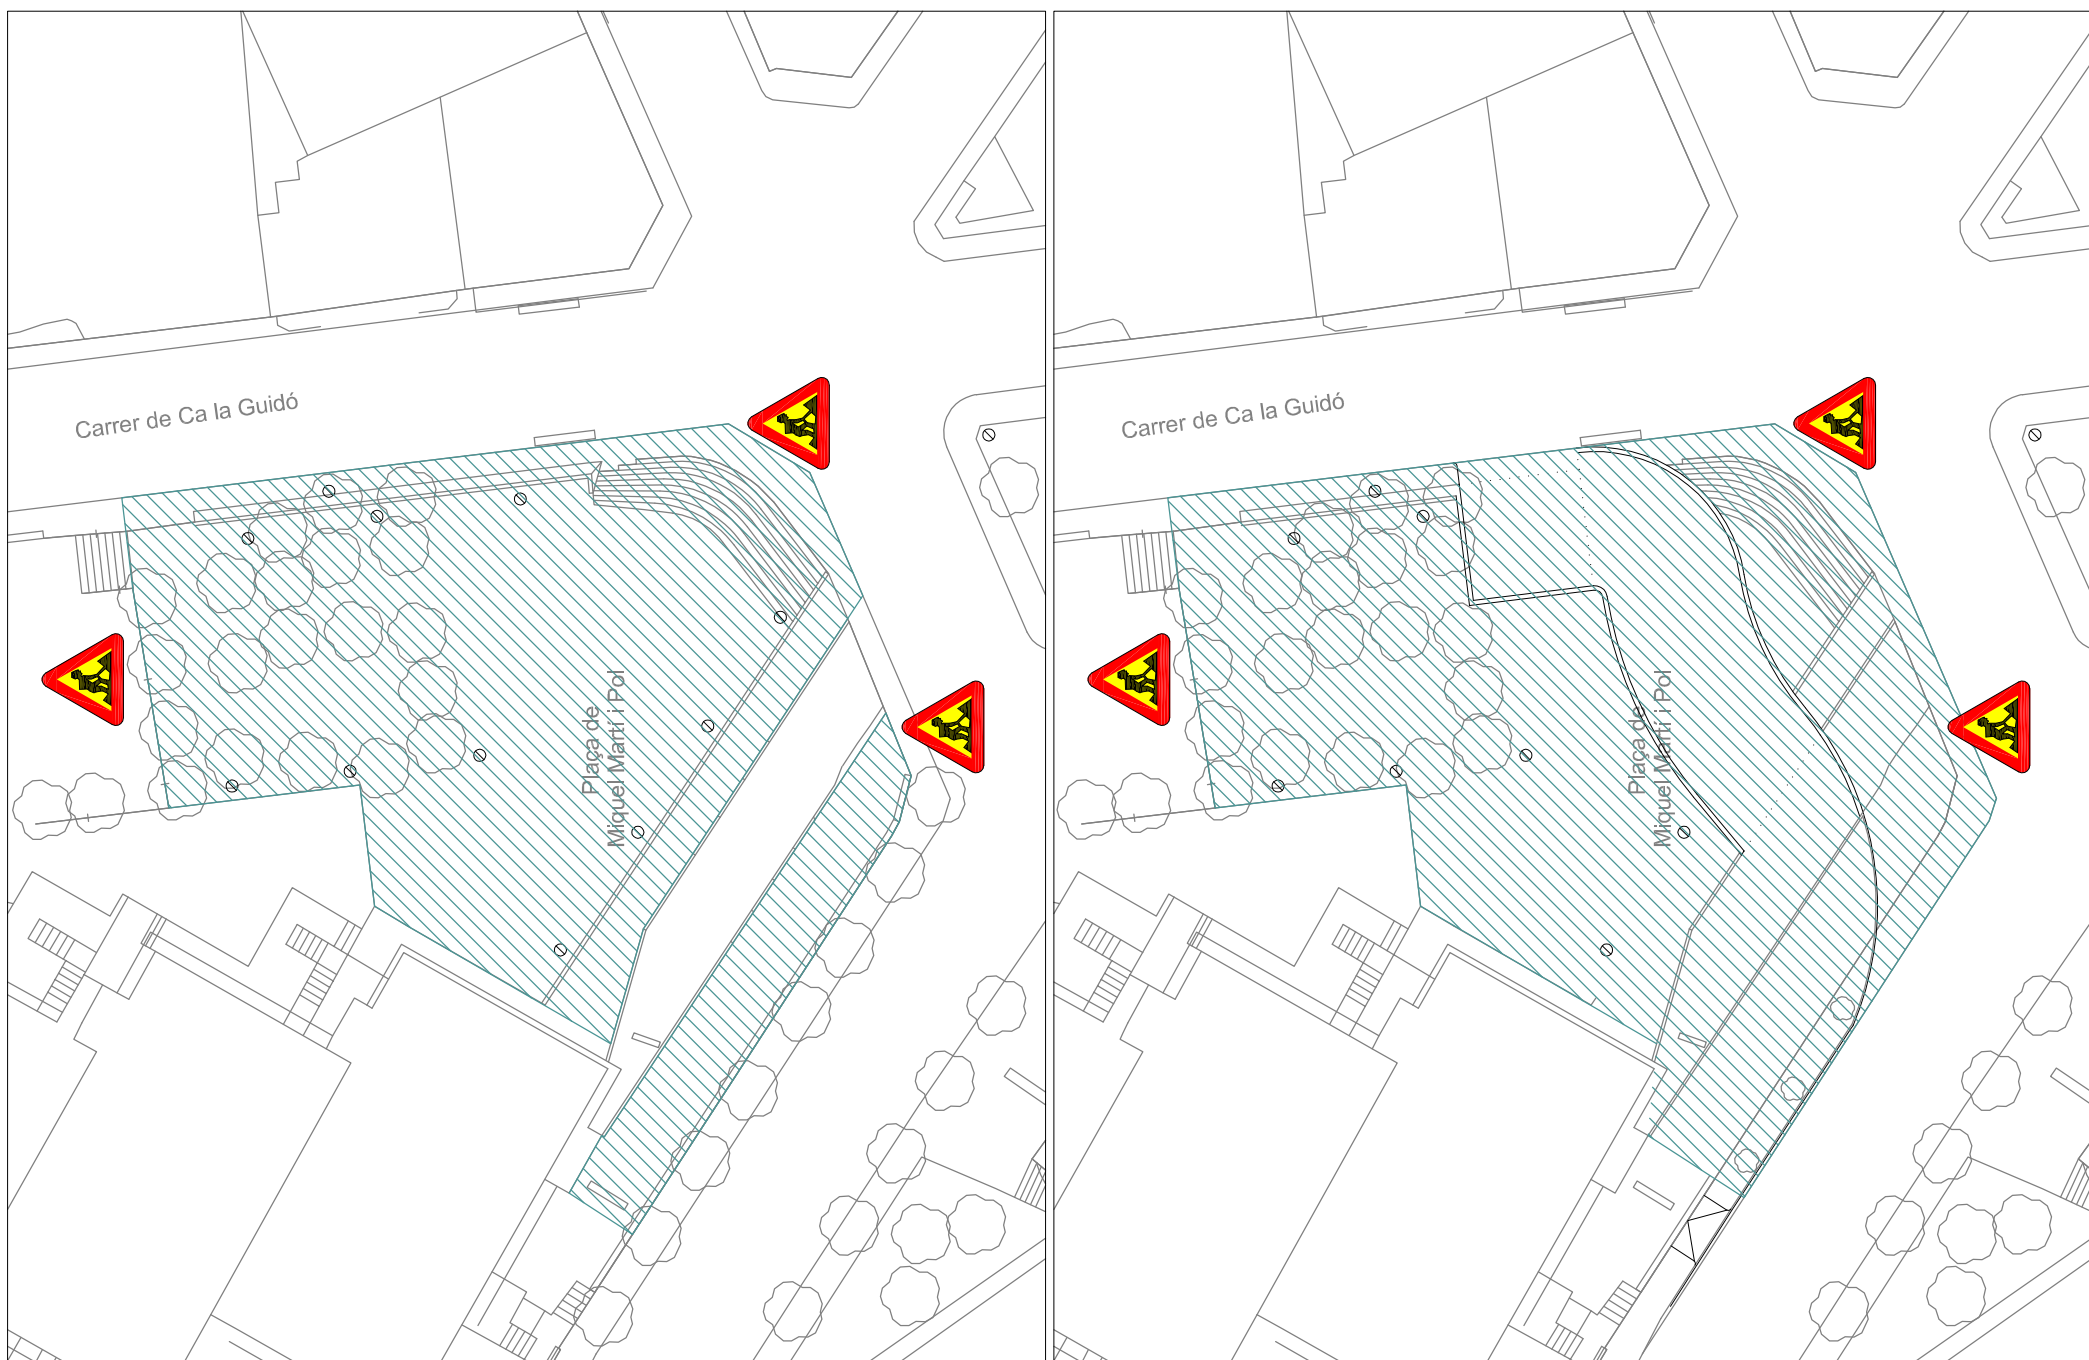 Carrer de Ca la Guidó
Plaça de
Miquel Martí i Pol
Carrer de Ca la Guidó
Plaça de
Miquel Martí i Pol